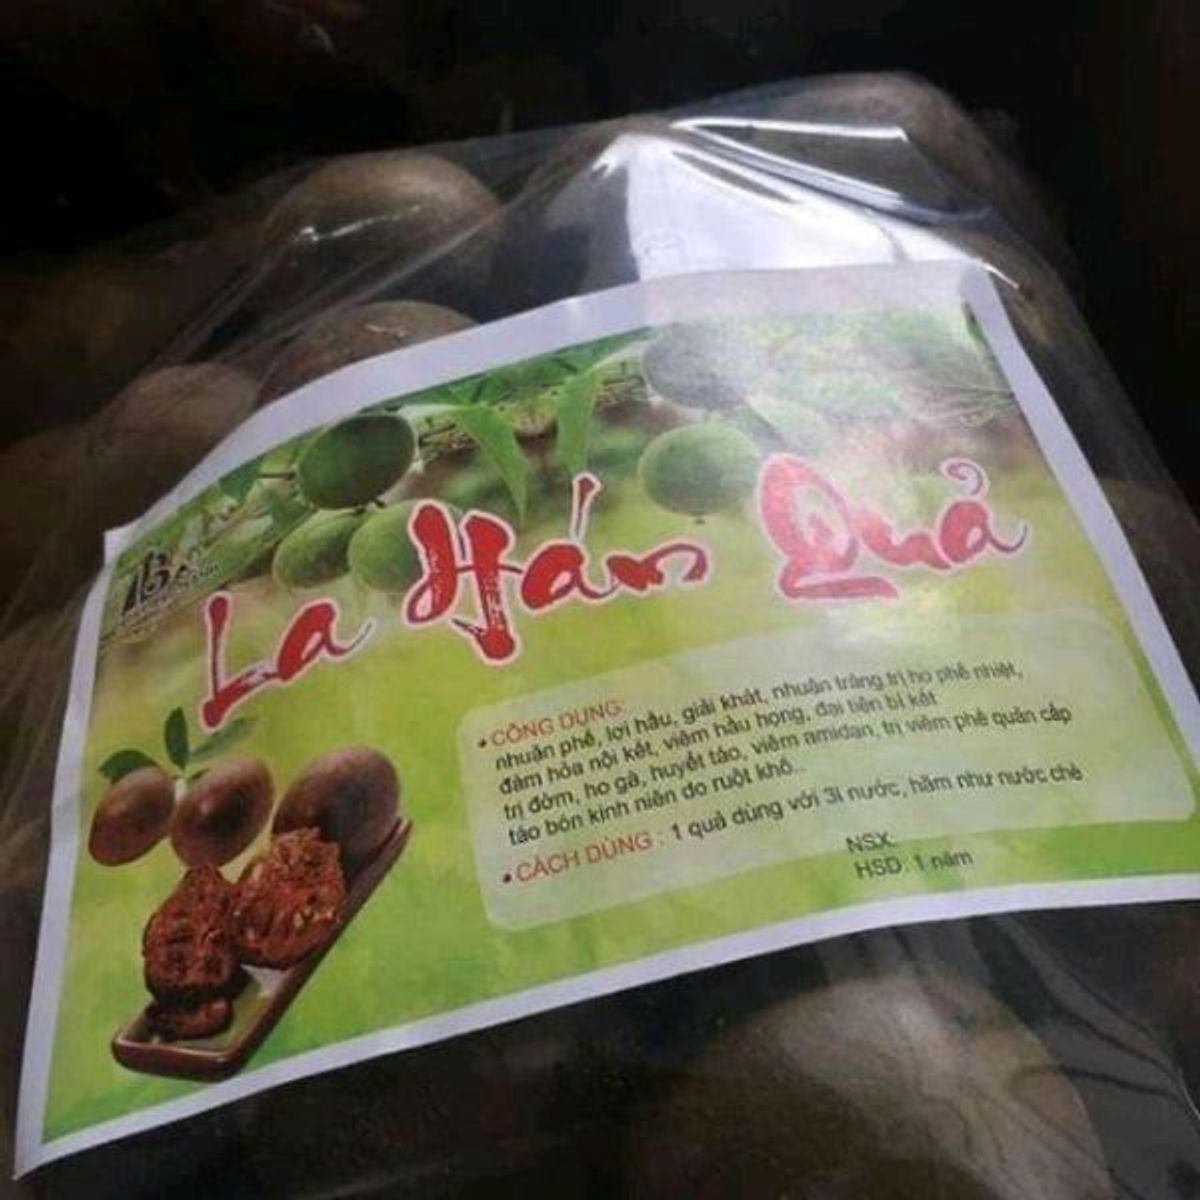 La Hán Quả
• CÔNG DỤNG:
nhuận phế, lợi hầu, giải khát, nhuận tràng trị ho phế nhiệt,
đàm hỏa nội kết, viêm hầu họng, đại tiện bí kết
trị đờm, ho gà, huyết táo, viêm amidan, trị viêm phế quản cấp
táo bón kinh niên do ruột khô...
• CÁCH DÙNG : 1 quả dùng với 3l nước, hãm như nước chè
NSX:
HSD: 1 năm